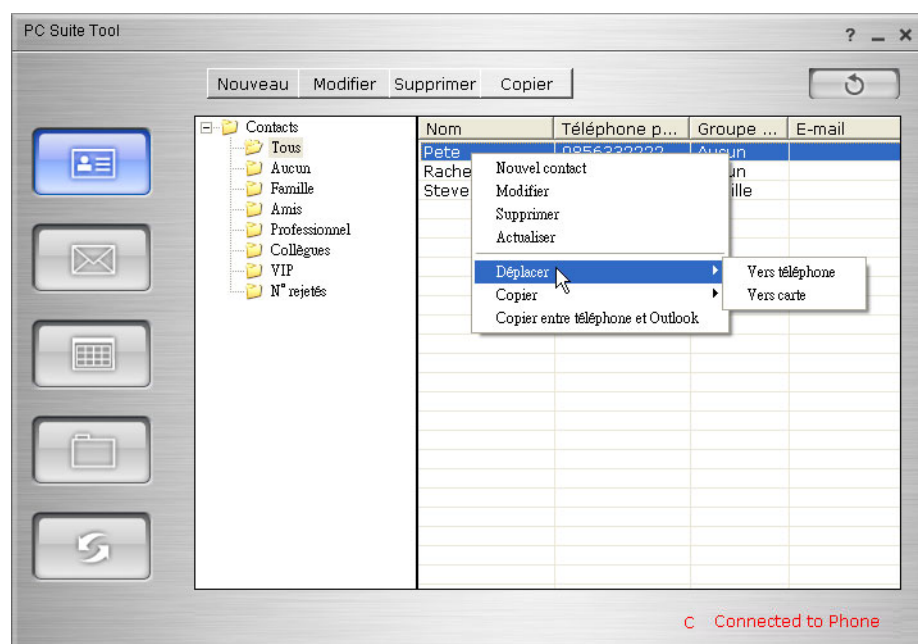 PC Suite Tool
?
Nouveau Modifier Supprimer Copier
Contacts
Tous
Aucun
Famille
Amis
Professionnel
Collègues
VIP
N° rejetés
Nom Téléphone p... Groupe ... E-mail
Pete 0856332222 Aucun
Rache
Steve
Nouvel contact
Modifier
Supprimer
Actualiser
Déplacer
Copier
Copier entre téléphone et Outlook
Vers téléphone
Vers carte
C Connected to Phone